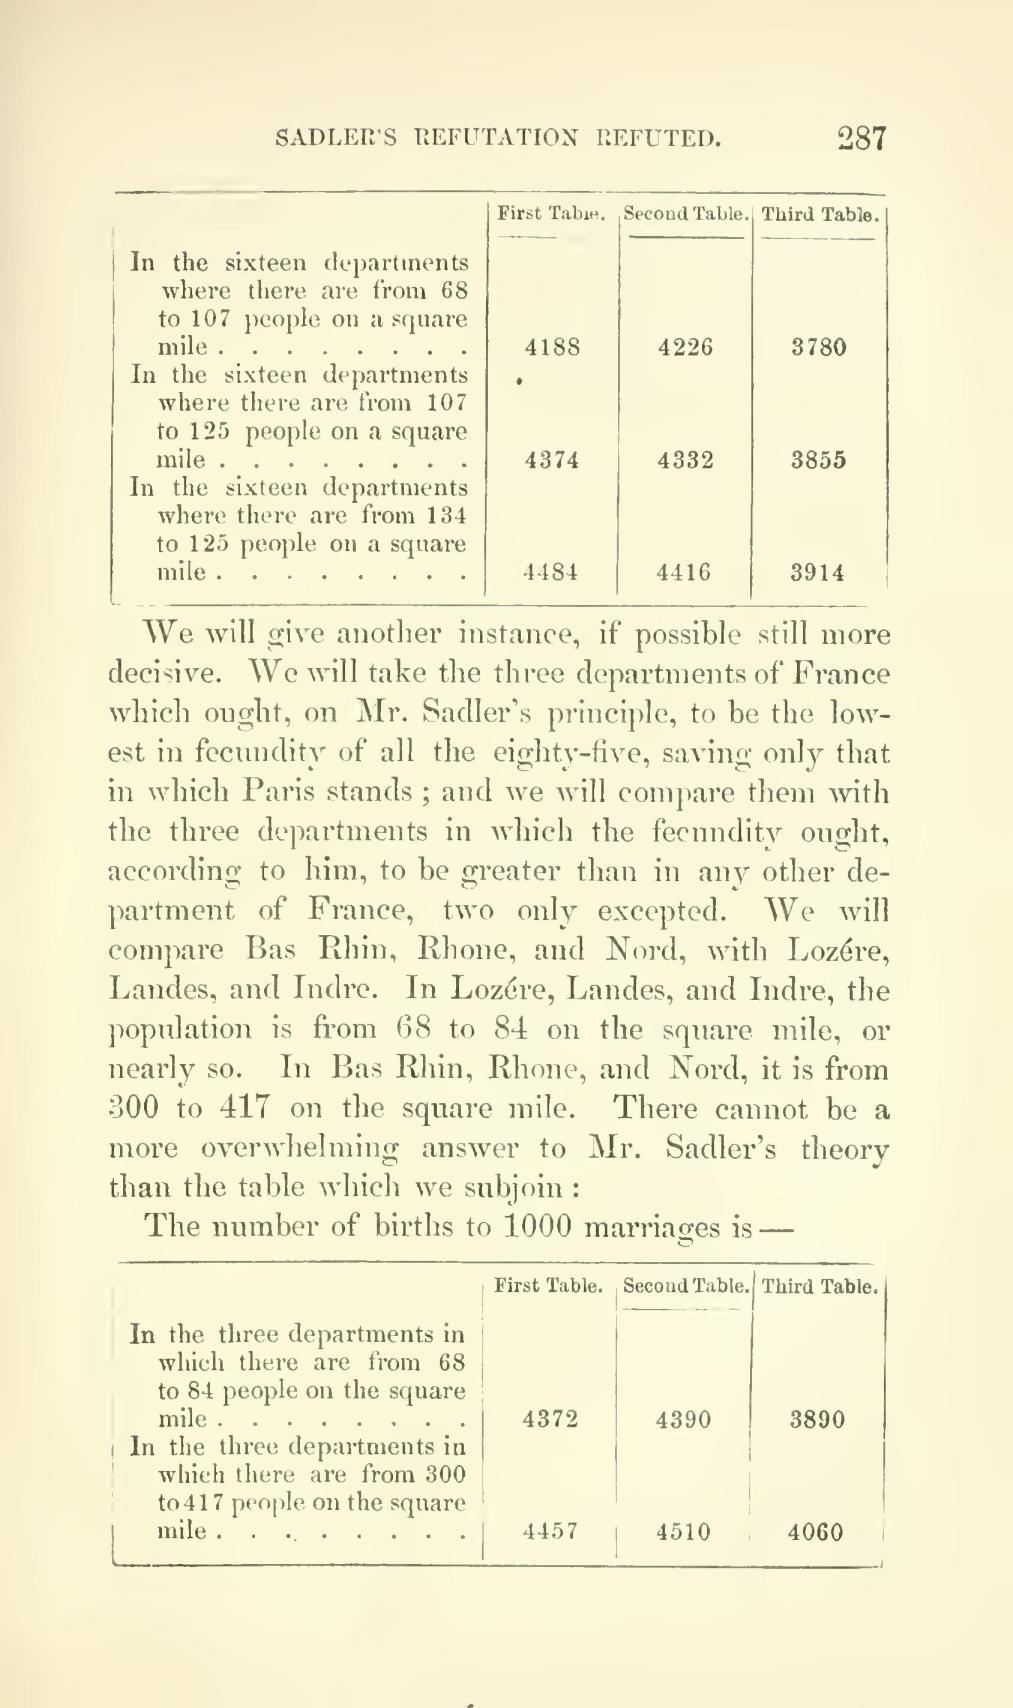 SADLER'S REFUTATION REFUTED. 287
First Table. Second Table. Third Table.
In the sixteen departments
where there are from 68
to 107 people on a square
mile . . . . . . . . 4188 4226 3780
In the sixteen departments
where there are from 107
to 125 people on a square
mile . . . . . . . . 4374 4332 3855
In the sixteen departments
where there are from 134
to 125 people on a square
mile . . . . . . . . 4484 4416 3914
We will give another instance, if possible still more
decisive. We will take the three departments of France
which ought, on Mr. Sadler's principle, to be the low-
est in fecundity of all the eighty-five, saving only that
in which Paris stands ; and we will compare them with
the three departments in which the fecundity ought,
according to him, to be greater than in any other de-
partment of France, two only excepted. We will
compare Bas Rhin, Rhone, and Nord, with Lozére,
Landes, and Indre. In Lozére, Landes, and Indre, the
population is from 68 to 84 on the square mile, or
nearly so. In Bas Rhin, Rhone, and Nord, it is from
300 to 417 on the square mile. There cannot be a
more overwhelming answer to Mr. Sadler's theory
than the table which we subjoin :
The number of births to 1000 marriages is —
First Table. Second Table. Third Table.
In the three departments in
which there are from 68
to 84 people on the square
mile . . . . . . . . 4372 4390 3890
In the three departments in
which there are from 300
to 417 people on the square
mile . . . . . . . . 4457 4510 4060